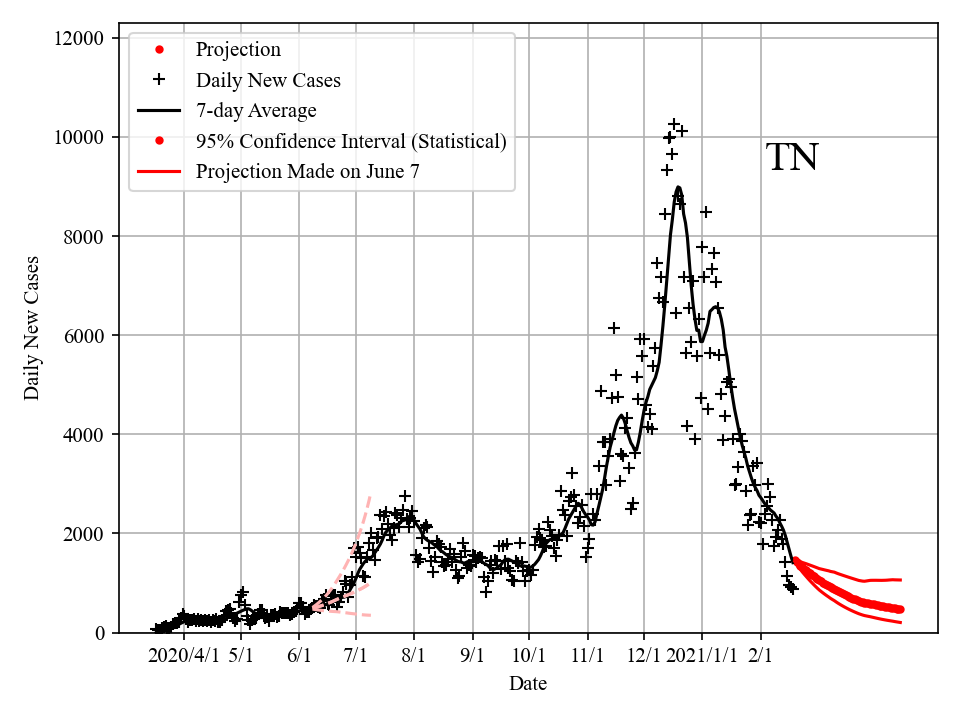 12000
10000
8000
6000
4000
2000
0
Daily New Cases
Projection
Daily New Cases
7-day Average
95% Confidence Interval (Statistical)
Projection Made on June 7
TN
2020/4/1 5/1 6/1 7/1 8/1 9/1 10/1 11/1 12/1 2021/1/1 2/1
Date